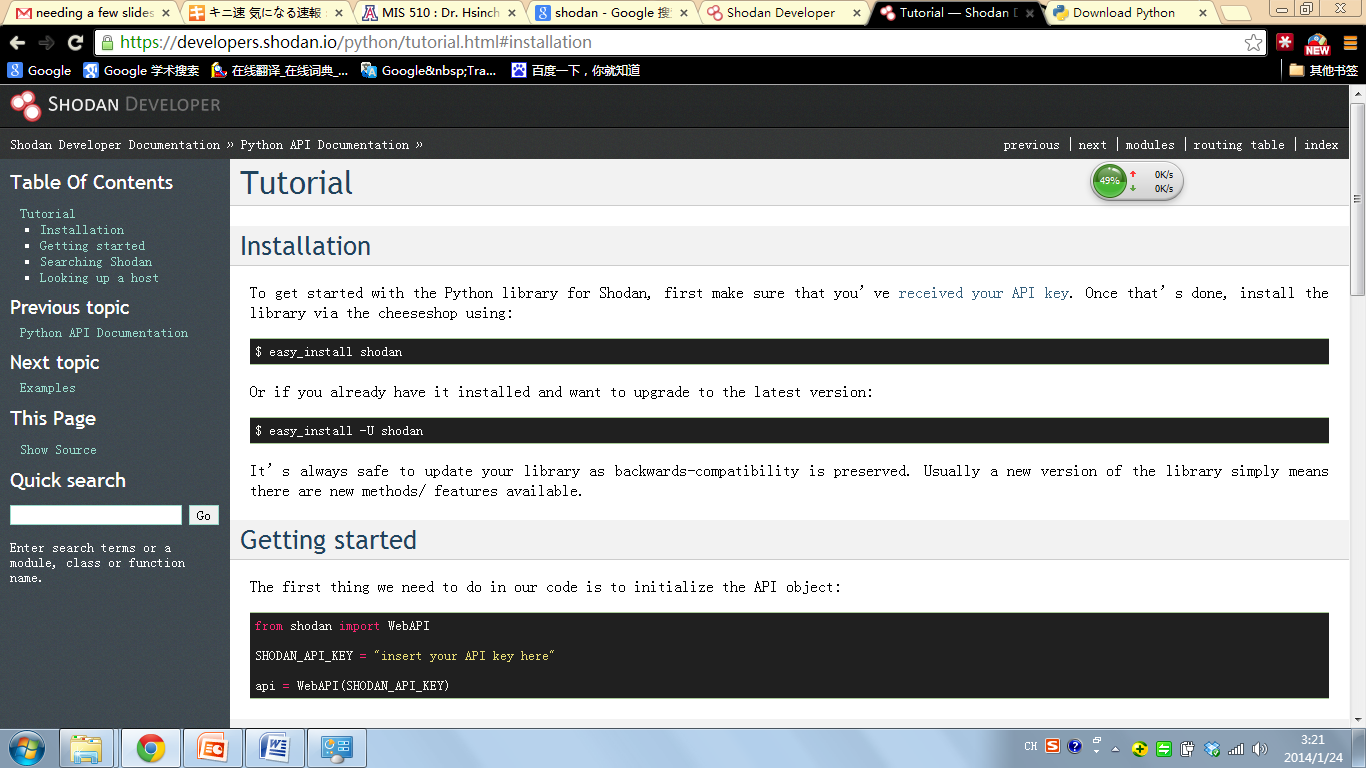 needing a few slides
キニ速 気になる速報
MIS 510 : Dr. Hsinch
shodan - Google 搜
Shodan Developer
Tutorial — Shodan D
Download Python
https://developers.shodan.io/python/tutorial.html#installation
NEW
Google
Google 学术搜索
在线翻译_在线词典_...
Google&nbsp;Tra...
百度一下，你就知道
其他书签
SHODAN DEVELOPER
Shodan Developer Documentation » Python API Documentation »
previous | next | modules | routing table | index
Table Of Contents
Tutorial
Installation
Getting started
Searching Shodan
Looking up a host
Previous topic
Python API Documentation
Next topic
Examples
This Page
Show Source
Quick search
Go
Enter search terms or a
module, class or function
name.
Tutorial
49%
0K/s
0K/s
Installation
To get started with the Python library for Shodan, first make sure that you've received your API key. Once that's done, install the
library via the cheeseshop using:
$ easy_install shodan
Or if you already have it installed and want to upgrade to the latest version:
$ easy_install -U shodan
It's always safe to update your library as backwards-compatibility is preserved. Usually a new version of the library simply means
there are new methods/ features available.
Getting started
The first thing we need to do in our code is to initialize the API object:
from shodan import WebAPI
SHODAN_API_KEY = "insert your API key here"
api = WebAPI(SHODAN_API_KEY)
CH
3:21
2014/1/24